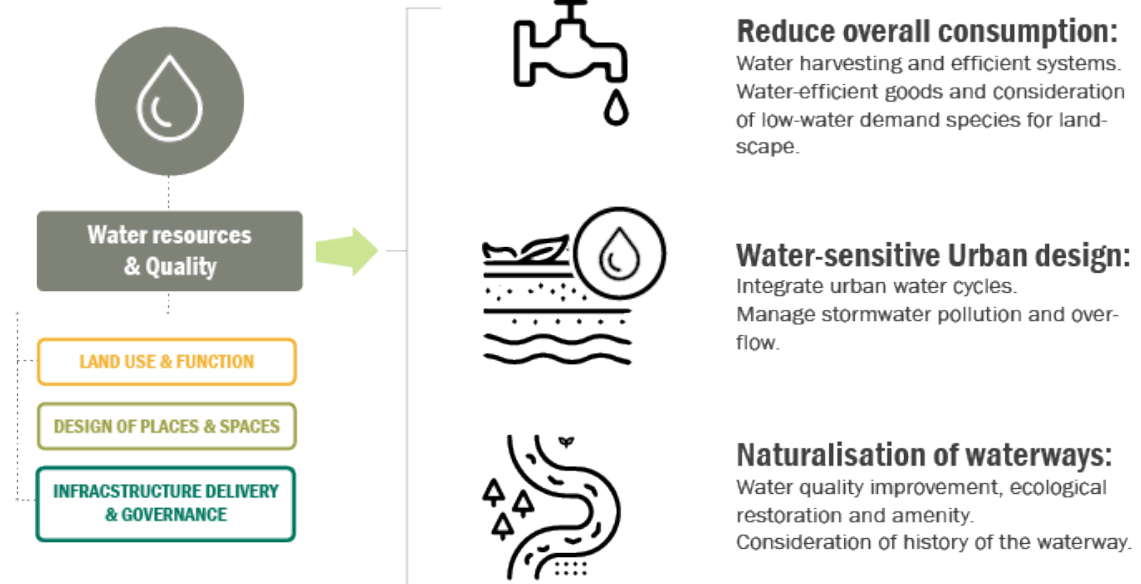 Water resources
& Quality
LAND USE & FUNCTION
DESIGN OF PLACES & SPACES
INFRACSTRUCTURE DELIVERY
& GOVERNANCE
Reduce overall consumption:
Water harvesting and efficient systems.
Water-efficient goods and consideration
of low-water demand species for land-
scape.
Water-sensitive Urban design:
Integrate urban water cycles.
Manage stormwater pollution and over-
flow.
Naturalisation of waterways:
Water quality improvement, ecological
restoration and amenity.
Consideration of history of the waterway.